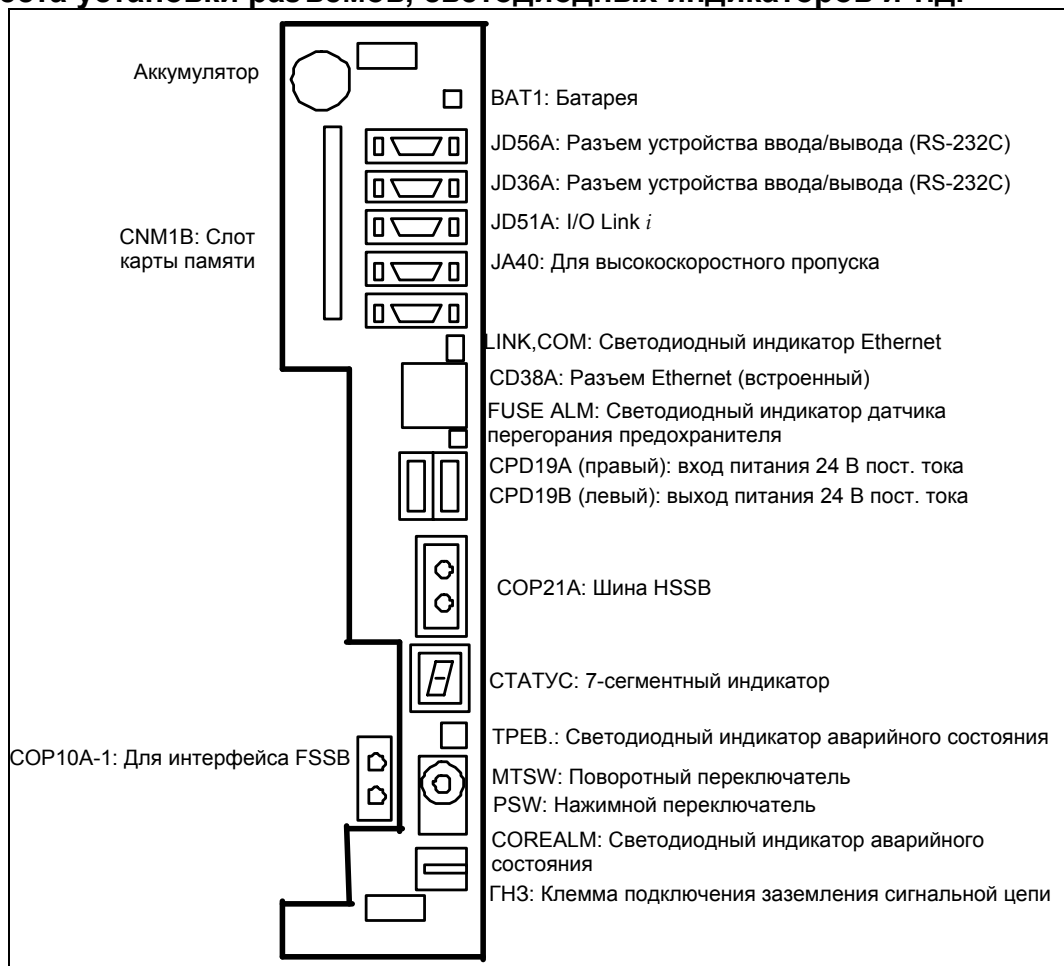 места установки разъемов, светодиодных индикаторов и т.д.
Аккумулятор
BAT1: Батарея
JD56A: Разъем устройства ввода/вывода (RS-232C)
JD36A: Разъем устройства ввода/вывода (RS-232C)
JD51A: I/O Link i
CNM1B: Слот
карты памяти
JA40: Для высокоскоростного пропуска
LINK,COM: Светодиодный индикатор Ethernet
CD38A: Разъем Ethernet (встроенный)
FUSE ALM: Светодиодный индикатор датчика
перегорания предохранителя
CPD19A (правый): вход питания 24 В пост. тока
CPD19B (левый): выход питания 24 В пост. тока
COP21A: Шина HSSB
СТАТУС: 7-сегментный индикатор
ТРЕВ.: Светодиодный индикатор аварийного состояния
COP10A-1: Для интерфейса FSSB
MTSW: Поворотный переключатель
PSW: Нажимной переключатель
COREALM: Светодиодный индикатор аварийного
состояния
ГНЗ: Клемма подключения заземления сигнальной цепи